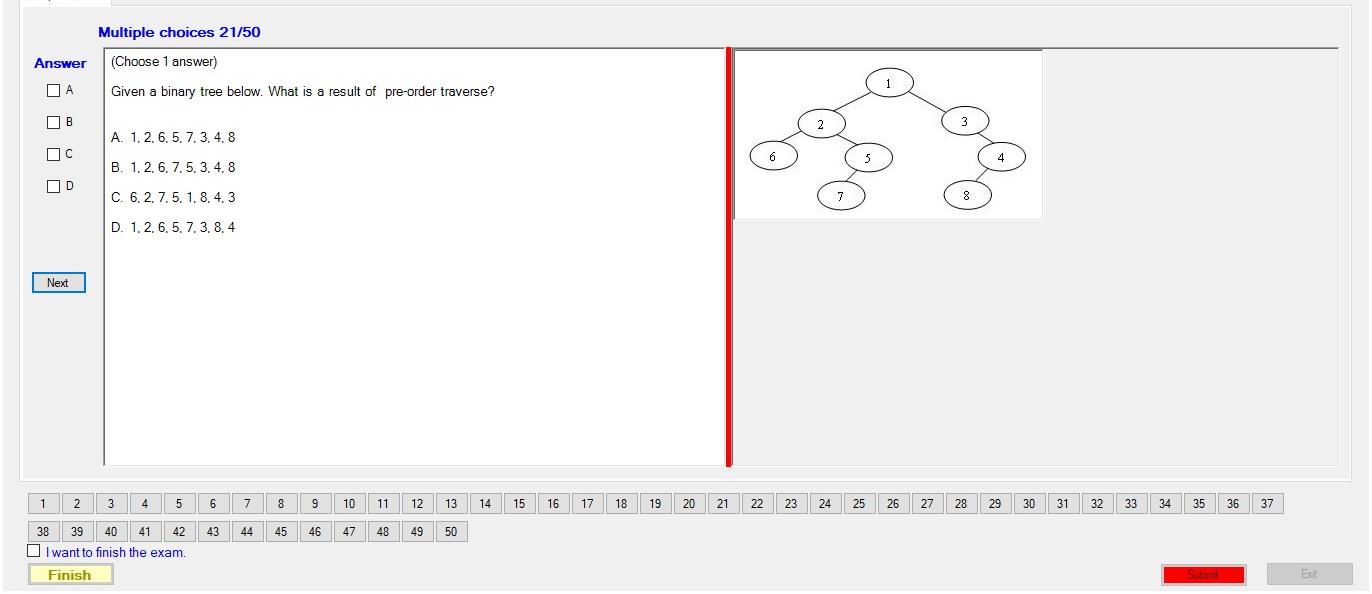 Multiple choices 21/50
Answer
A
B
C
D
Next
(Choose 1 answer)
Given a binary tree below. What is a result of pre-order traverse?
A. 1, 2, 6, 5, 7, 3, 4, 8
B. 1, 2, 6, 7, 5, 3, 4, 8
C. 6, 2, 7, 5, 1, 8, 4, 3
D. 1, 2, 6, 5, 7, 3, 8, 4
1
2 3
6 5 4
7 8
1 2 3 4 5 6 7 8 9 10 11 12 13 14 15 16 17 18 19 20 21 22 23 24 25 26 27 28 29 30 31 32 33 34 35 36 37
38 39 40 41 42 43 44 45 46 47 48 49 50
I want to finish the exam.
Finish Submit Exit